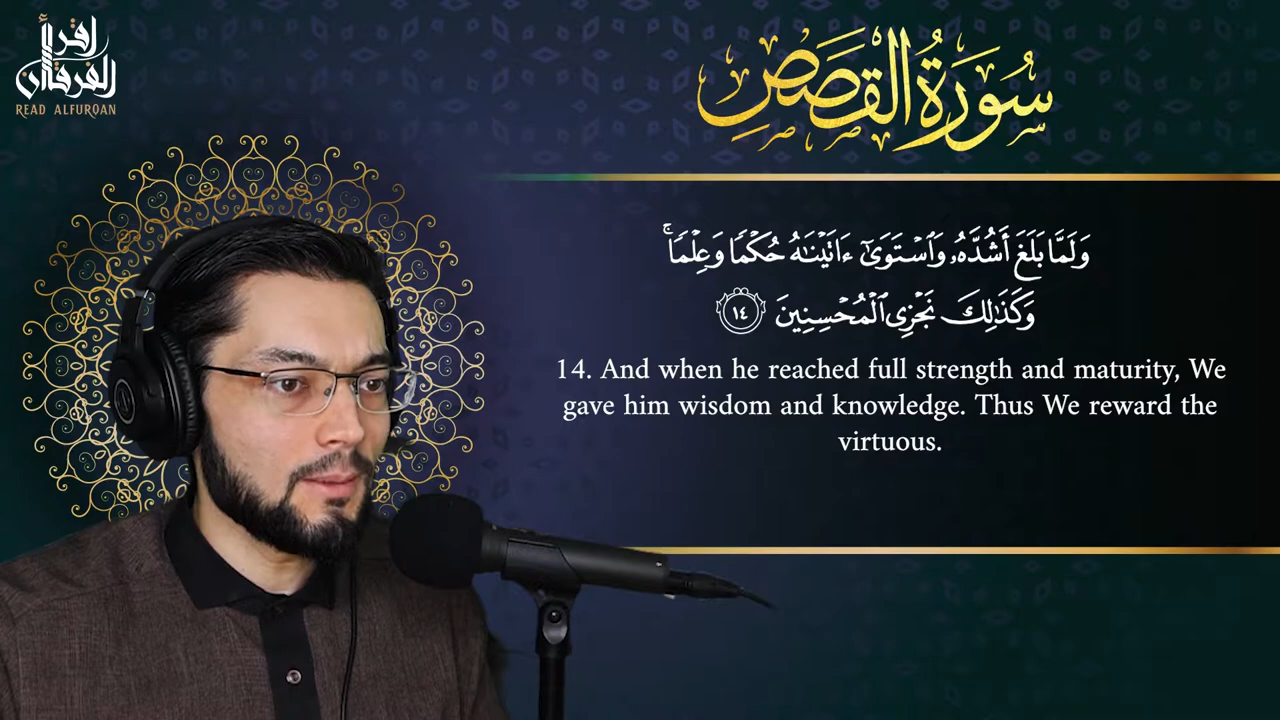 اقرأ
الفرقان
READ ALFURQAN
سُورَةُ القَصَصِ
وَلَمَّا بَلَغَ أَشُدَّهُۥ وَٱسْتَوَىٰٓ ءَاتَيْنَٰهُ حُكْمًا وَعِلْمًا ۚ
وَكَذَٰلِكَ نَجْزِى ٱلْمُحْسِنِينَ ١٤
14. And when he reached full strength and maturity, We
gave him wisdom and knowledge. Thus We reward the
virtuous.